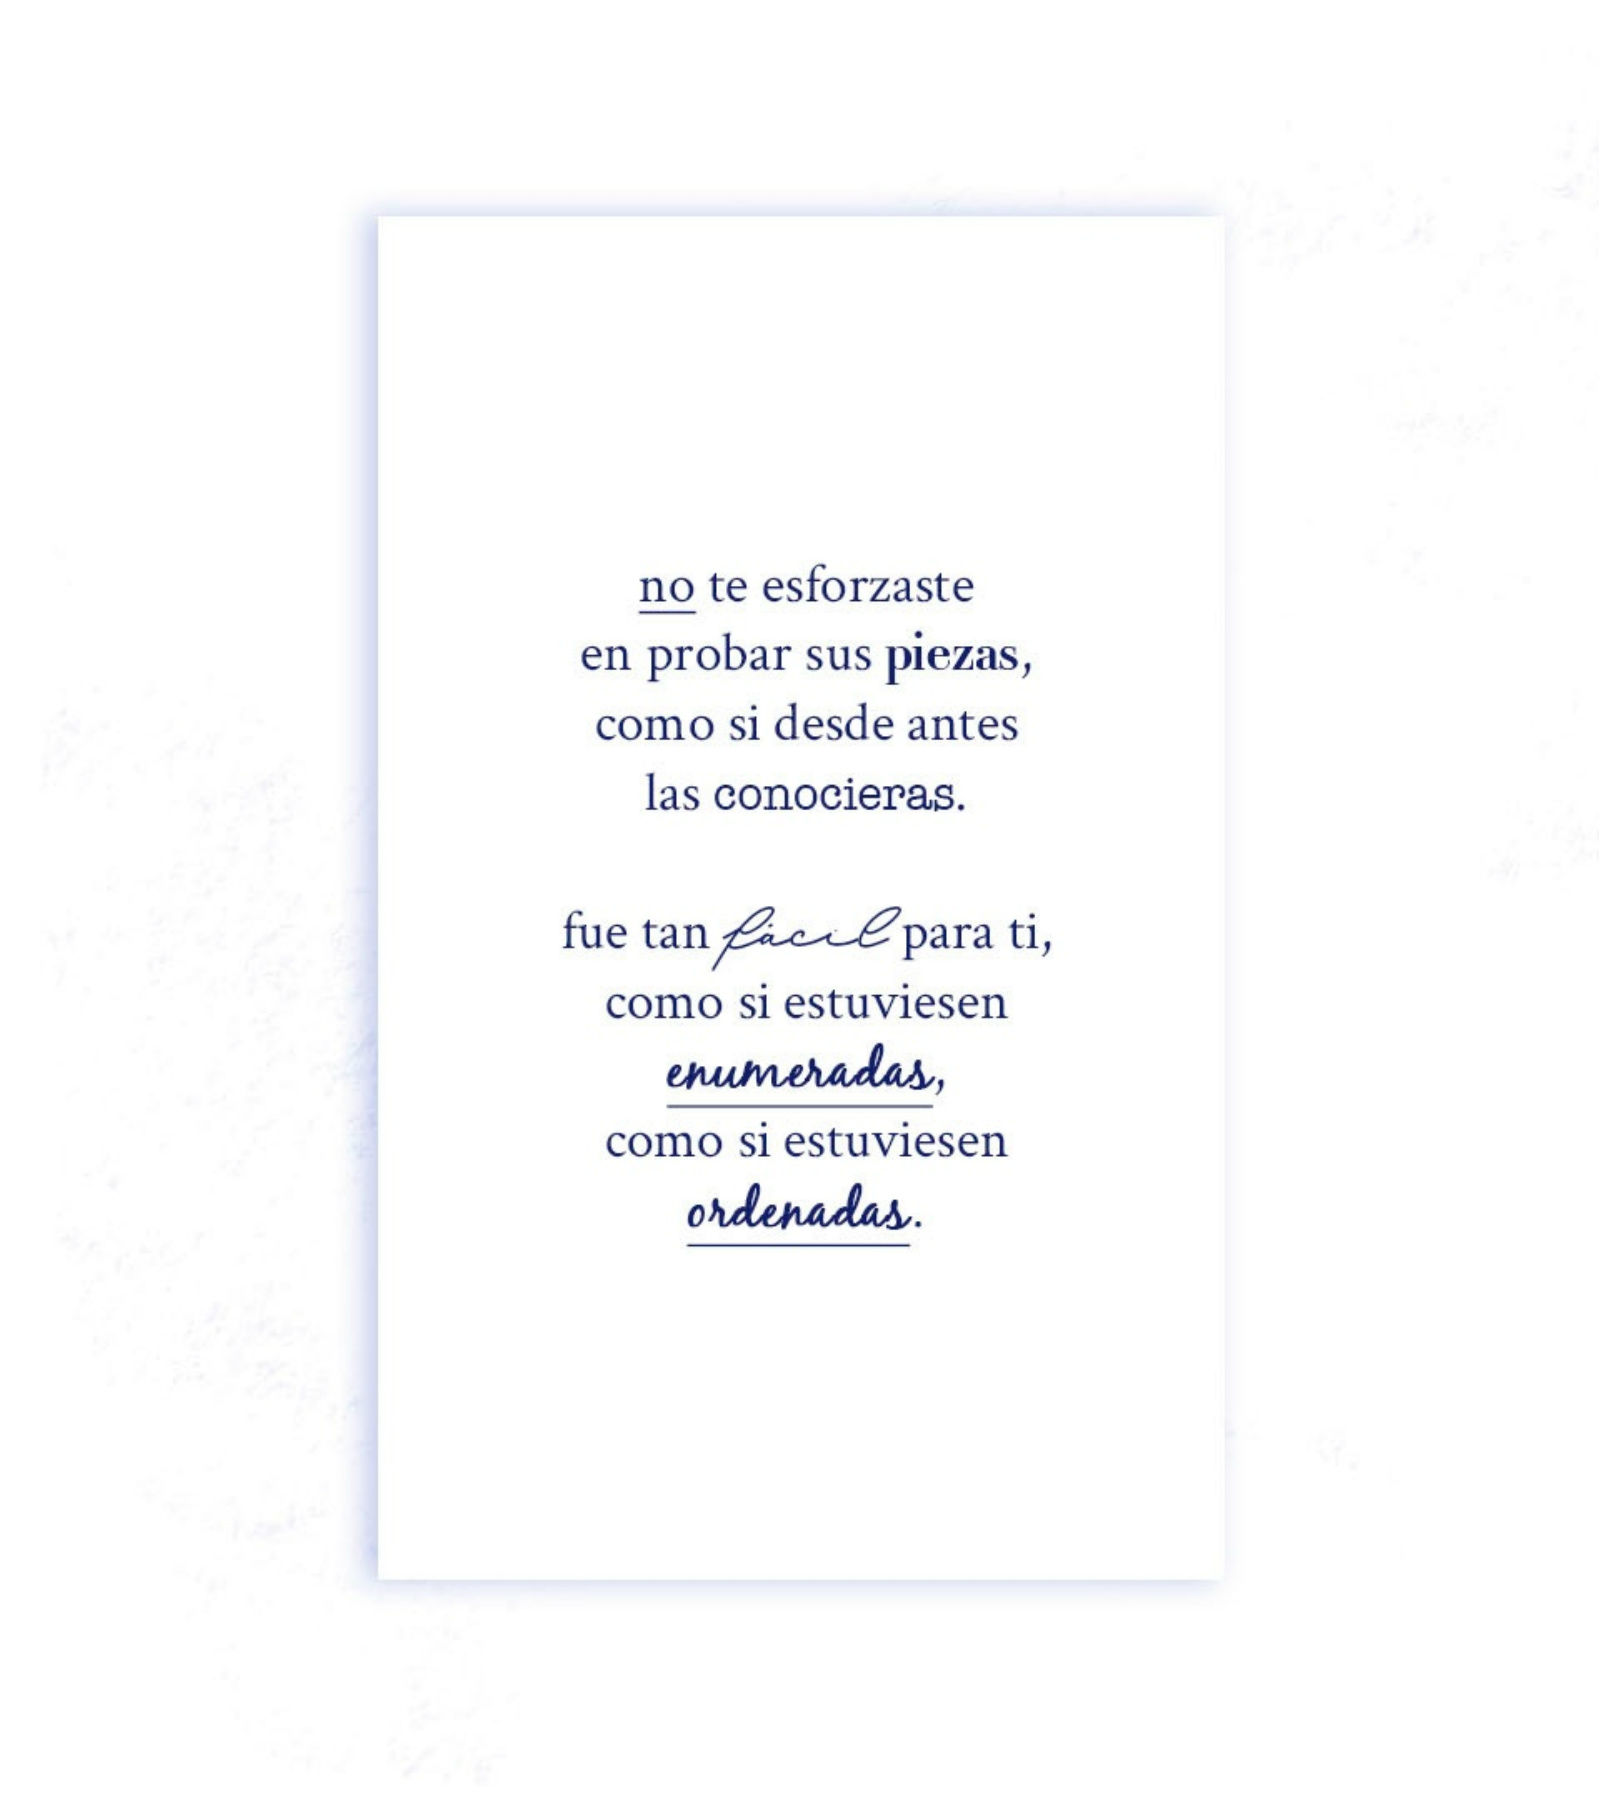 no te esforzaste
en probar sus piezas,
como si desde antes
las conocieras.
fue tan fácil para ti,
como si estuviesen
enumeradas,
como si estuviesen
ordenadas.